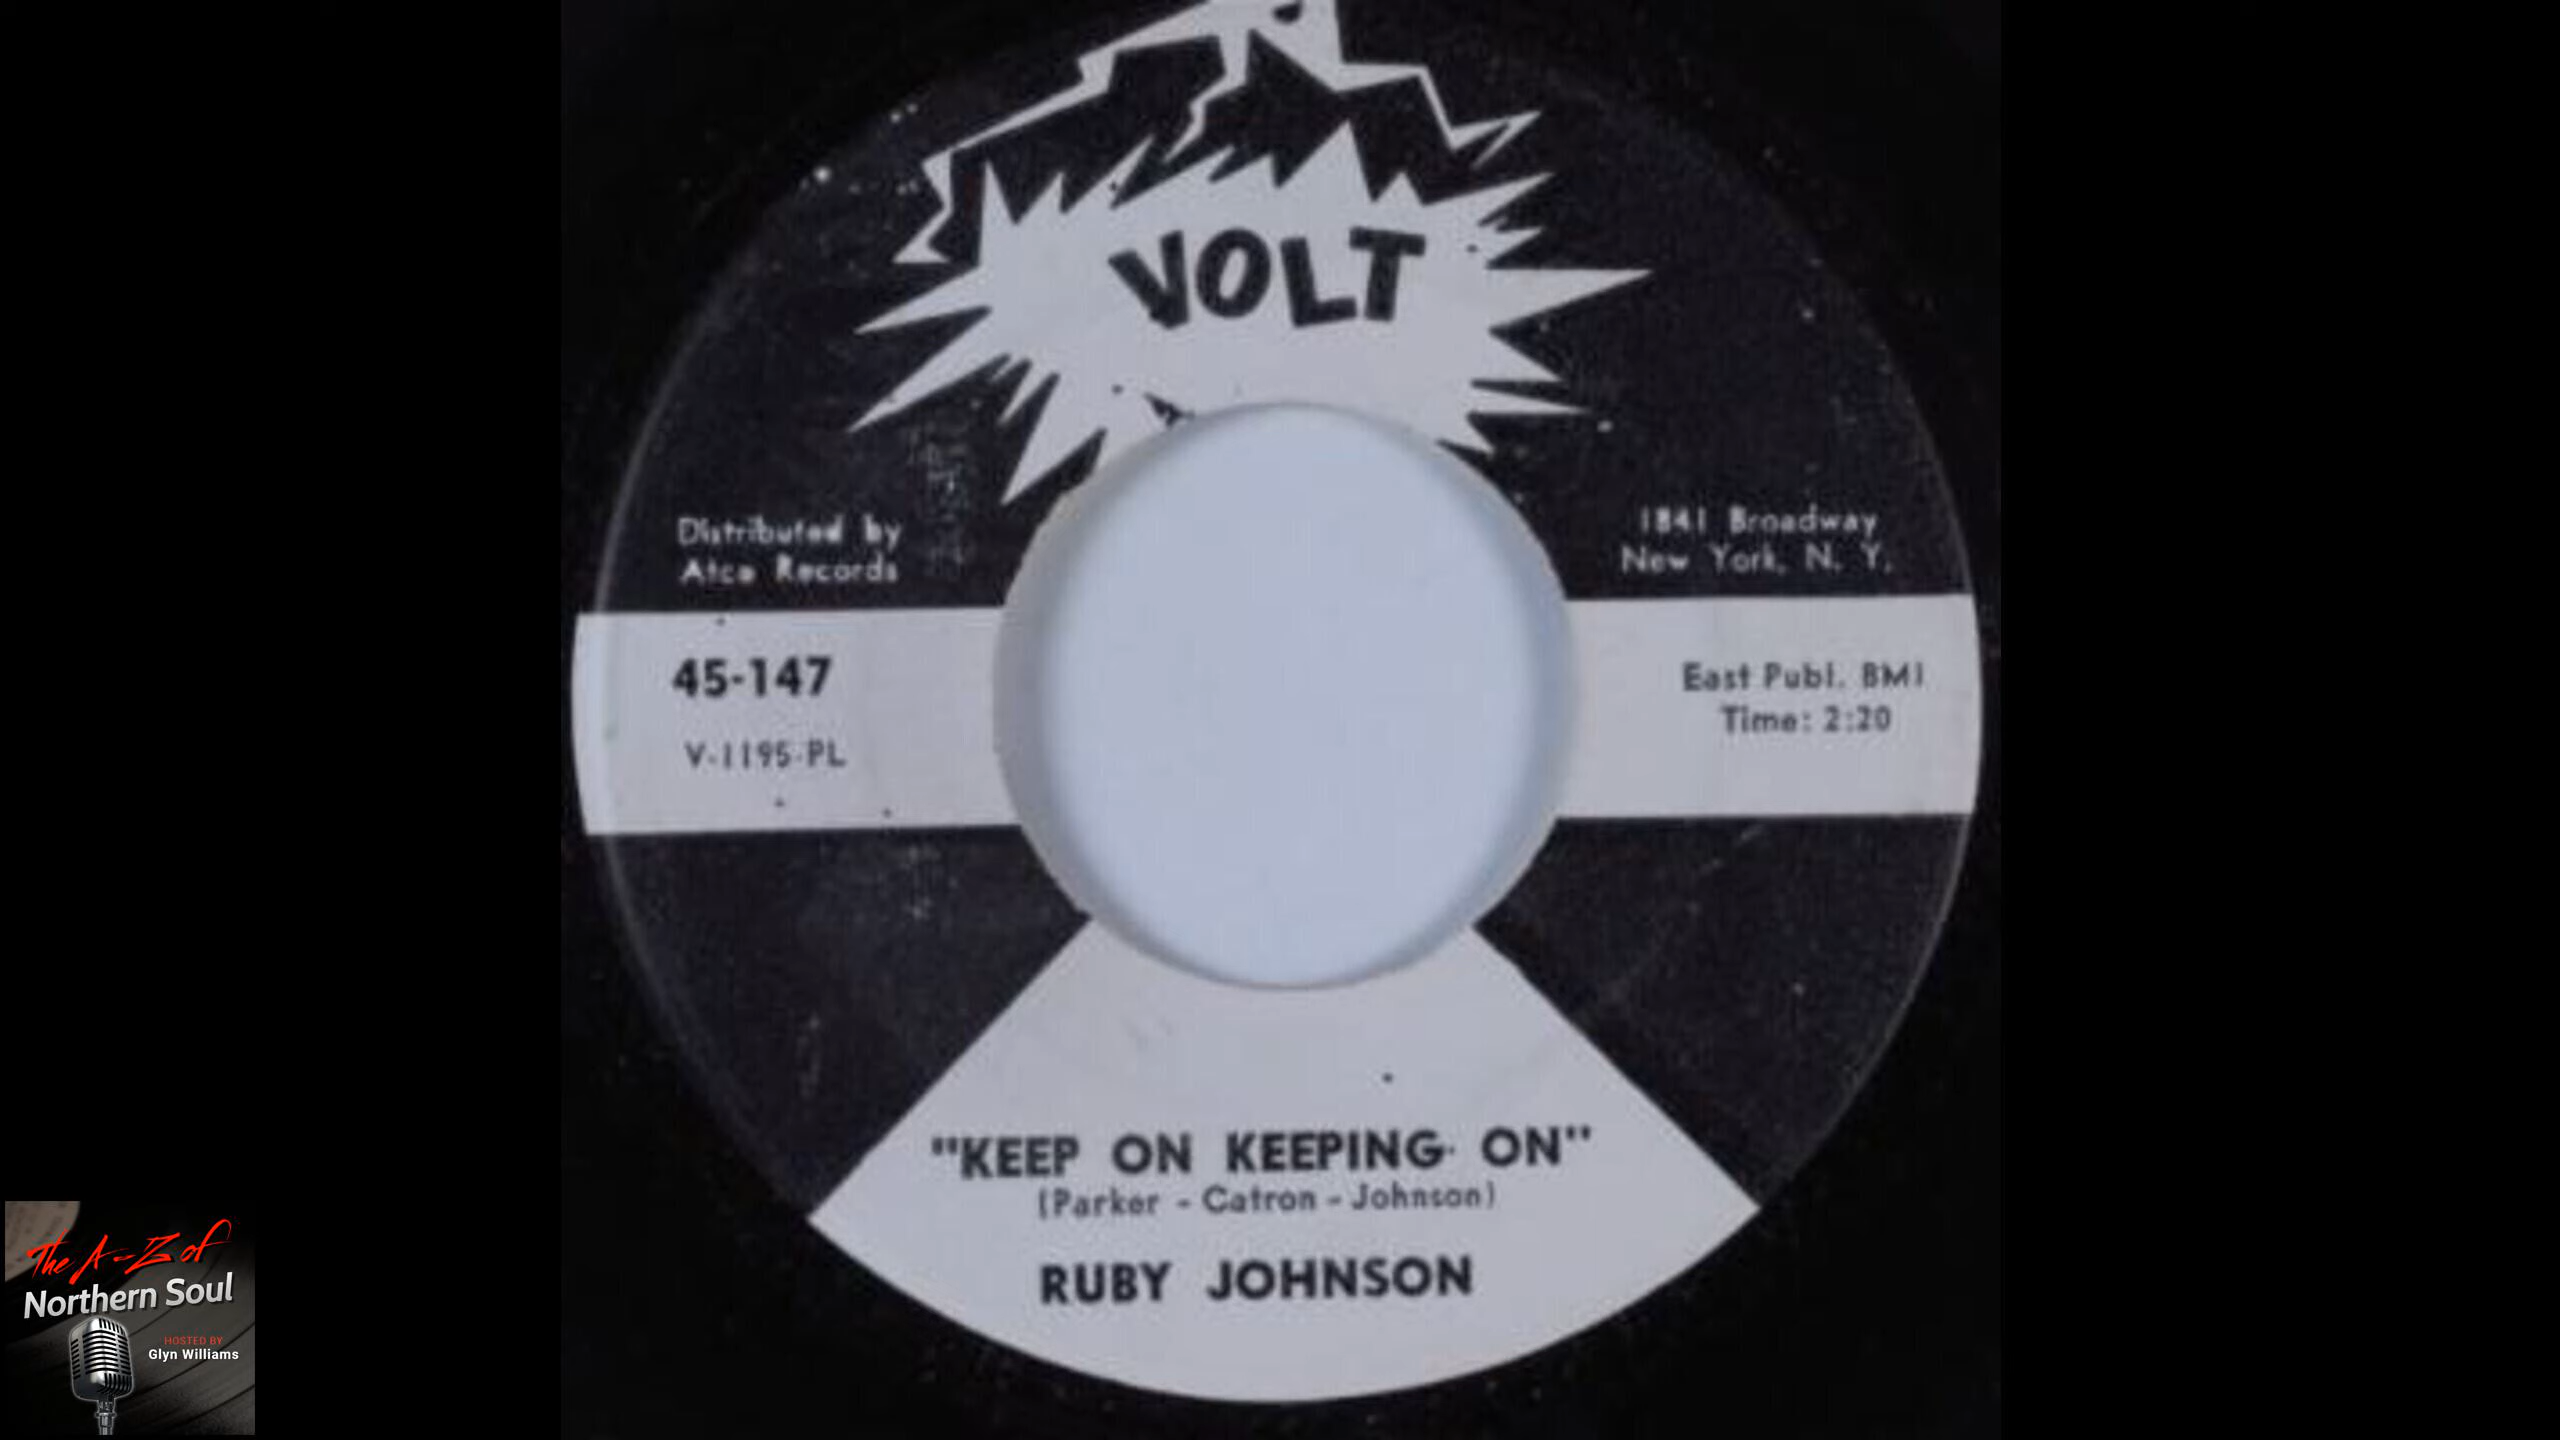 VOLT
Distributed by
Atco Records
1841 Broadway
New York, N. Y.
45-147
V-1195-PL
East Publ. BMI
Time: 2:20
"KEEP ON KEEPING ON"
(Parker - Catron - Johnson)
RUBY JOHNSON
The A-Z of
Northern Soul
HOSTED BY
Glyn Williams